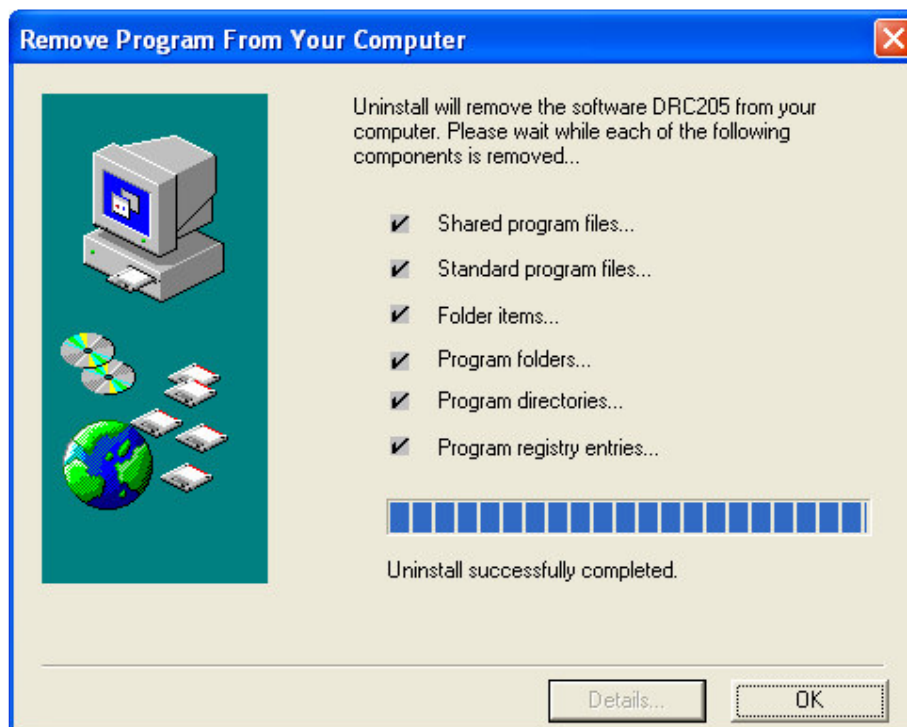 Remove Program From Your Computer
Uninstall will remove the software DRC205 from your
computer. Please wait while each of the following
components is removed...
Shared program files...
Standard program files...
Folder items...
Program folders...
Program directories...
Program registry entries...
Uninstall successfully completed.
Details...
OK